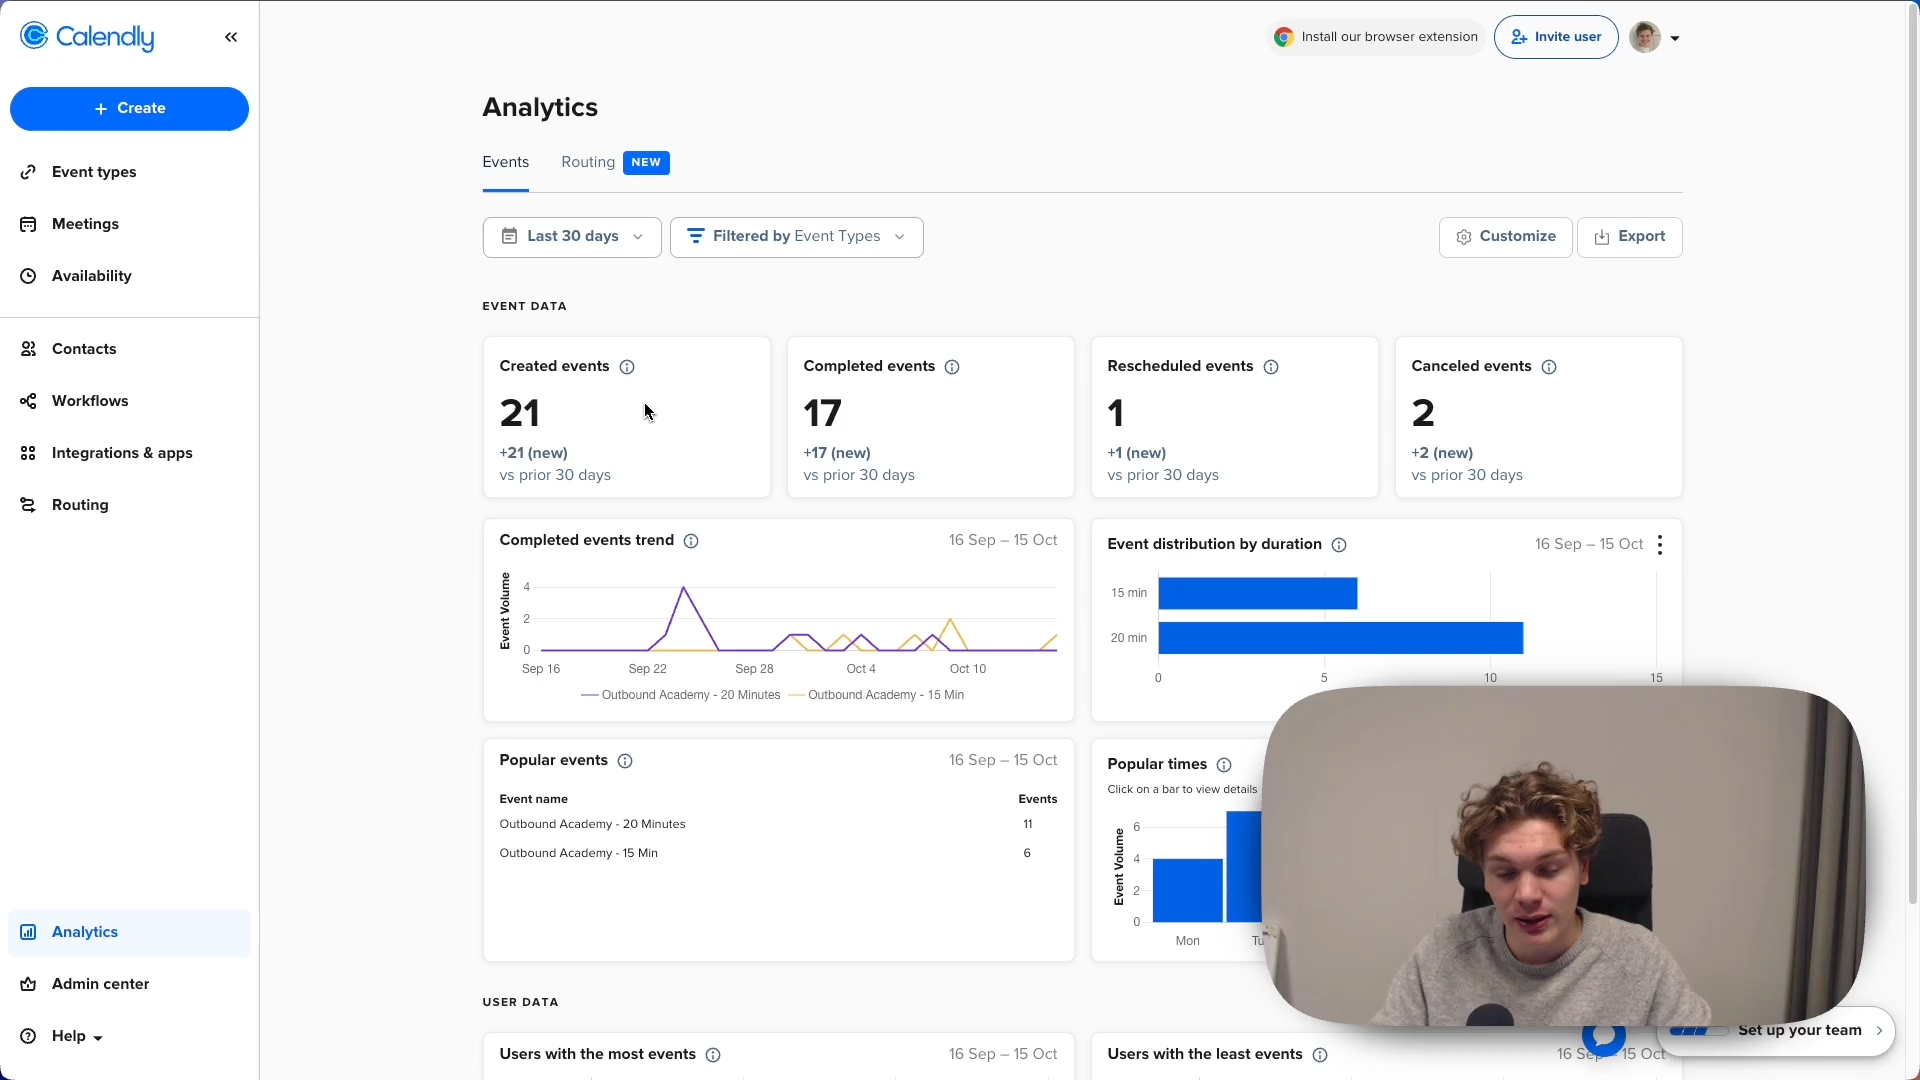 Calendly
Install our browser extension
Invite user
+ Create
Event types
Meetings
Availability
Contacts
Workflows
Integrations & apps
Routing
Analytics
Admin center
Help
Analytics
Events
Routing NEW
Last 30 days
Filtered by Event Types
Customize
Export
EVENT DATA
Created events
21
+21 (new)
vs prior 30 days
Completed events
17
+17 (new)
vs prior 30 days
Rescheduled events
1
+1 (new)
vs prior 30 days
Canceled events
2
+2 (new)
vs prior 30 days
Completed events trend
16 Sep – 15 Oct
Event Volume
4
2
0
Sep 16 Sep 22 Sep 28 Oct 4 Oct 10
Outbound Academy - 20 Minutes Outbound Academy - 15 Min
Event distribution by duration
16 Sep – 15 Oct
15 min
20 min
0 5 10 15
Popular events
16 Sep – 15 Oct
Event name Events
Outbound Academy - 20 Minutes 11
Outbound Academy - 15 Min 6
Popular times
Click on a bar to view details
Event Volume
6
4
2
0
Mon
USER DATA
Users with the most events
16 Sep – 15 Oct
Users with the least events
16 Sep 15 Oct
Set up your team